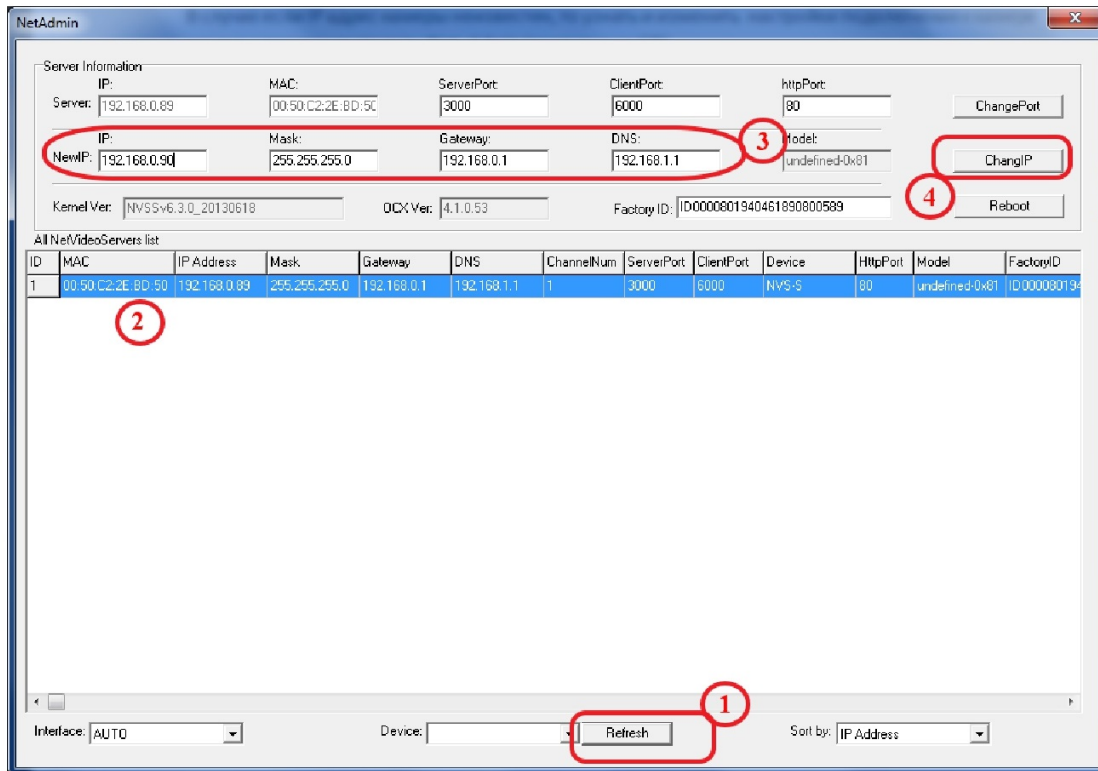 NetAdmin
Server Information
IP: MAC: ServerPort: ClientPort: httpPort:
Server: 192.168.0.89 00:50:C2:2E:BD:50 3000 6000 80 ChangePort
IP: Mask: Gateway: DNS: Model:
NewIP: 192.168.0.90 255.255.255.0 192.168.0.1 192.168.1.1 3 undefined-0x81 ChangIP
4
Kernel Ver: NVSSv6.3.0_20130618 OCX Ver: 4.1.0.53 Factory ID: ID0000801940461890800589 Reboot
All NetVideoServers list
ID MAC IP Address Mask Gateway DNS ChannelNum ServerPort ClientPort Device HttpPort Model FactoryID
1 00:50:C2:2E:BD:50 192.168.0.89 255.255.255.0 192.168.0.1 192.168.1.1 1 3000 6000 NVS-S 80 undefined-0x81 ID000080194
2
1
Interface: AUTO Device: Refresh Sort by: IP Address